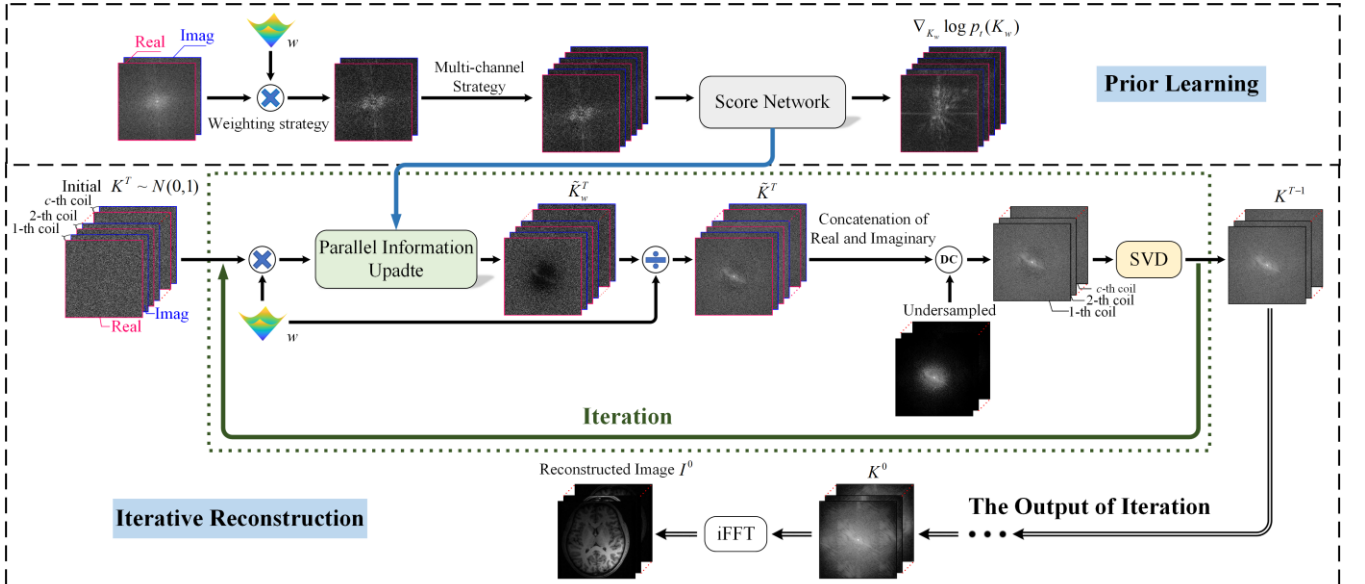 Real
Imag
w
Weighting strategy
Multi-channel
Strategy
Score Network
∇_{K_w} log p_t(K_w)
Prior Learning
Initial K^T ~ N(0,1)
c-th coil
2-th coil
1-th coil
Real
Imag
w
Parallel Information
Upadte
K̃_w^T
K̃^T
Concatenation of
Real and Imaginary
DC
Undersampled
c-th coil
2-th coil
1-th coil
SVD
K^{T-1}
Iteration
Iterative Reconstruction
Reconstructed Image I^0
iFFT
K^0
The Output of Iteration